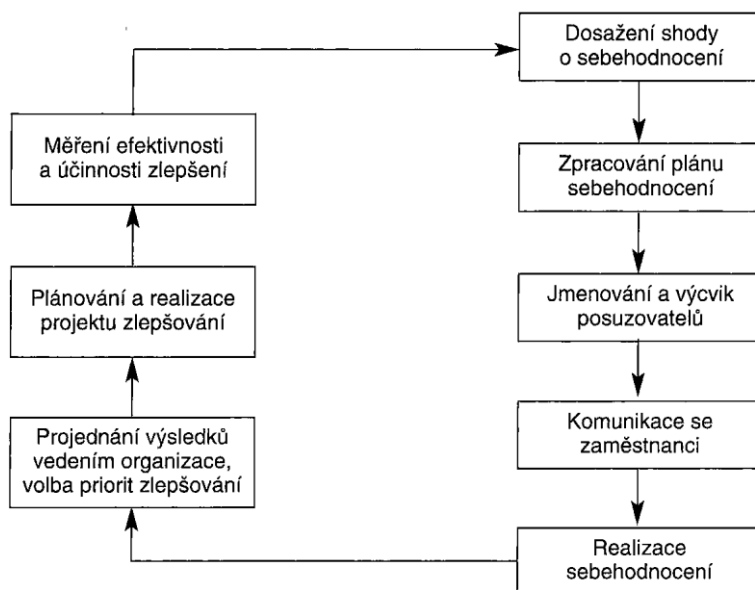 Dosažení shody
o sebehodnocení
Zpracování plánu
sebehodnocení
Jmenování a výcvik
posuzovatelů
Komunikace se
zaměstnanci
Realizace
sebehodnocení
Projednání výsledků
vedením organizace,
volba priorit zlepšování
Plánování a realizace
projektu zlepšování
Měření efektivnosti
a účinnosti zlepšení